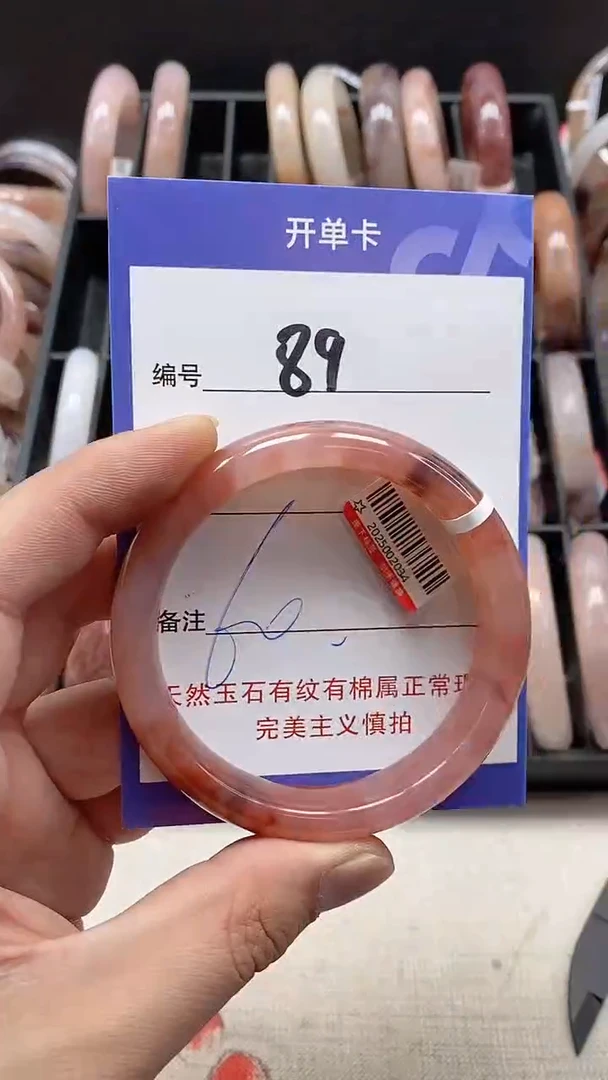 开单卡
编号 89
2025002034
备注
天然玉石有纹有棉属正常现
完美主义慎拍